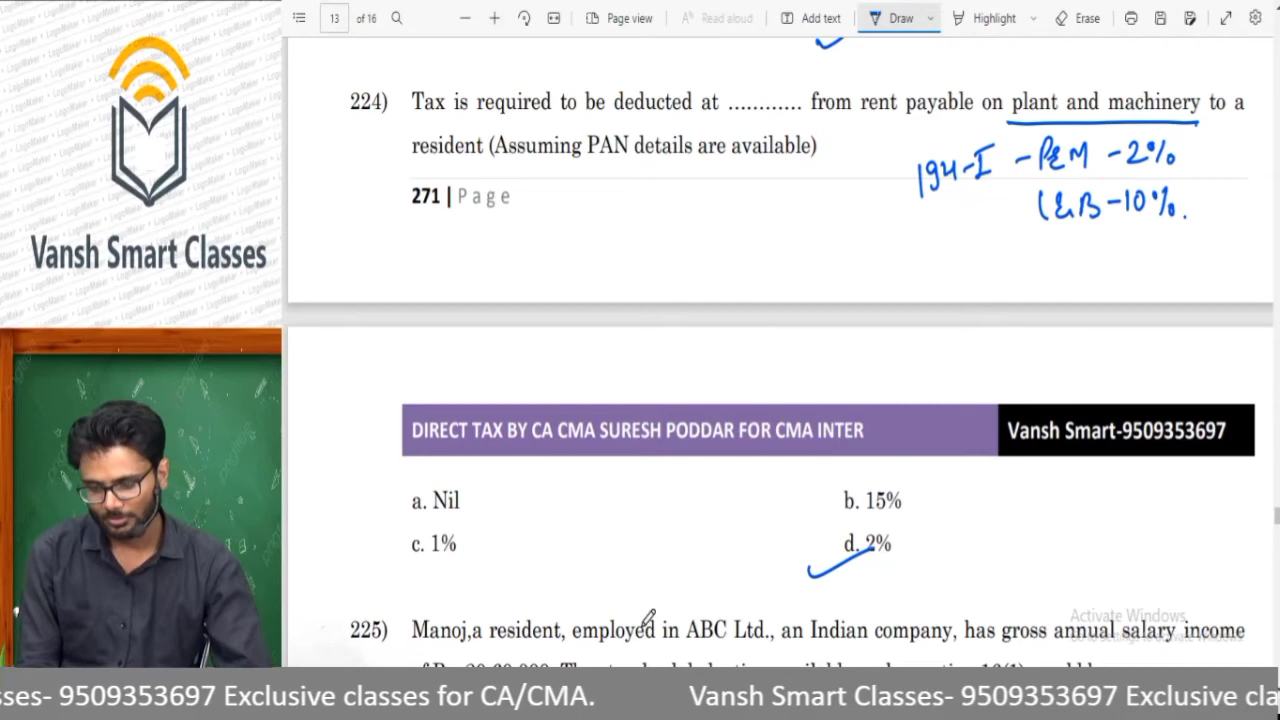 13 of 16
Page view
Read aloud
Add text
Draw
Highlight
Erase
224) Tax is required to be deducted at ………… from rent payable on plant and machinery to a
resident (Assuming PAN details are available)
194-I - P&M - 2%
L&B - 10%.
271 | Page
Vansh Smart Classes
DIRECT TAX BY CA CMA SURESH PODDAR FOR CMA INTER
Vansh Smart-9509353697
a. Nil
b. 15%
c. 1%
d. 2%
225) Manoj,a resident, employed in ABC Ltd., an Indian company, has gross annual salary income
Activate Windows
sses- 9509353697 Exclusive classes for CA/CMA.
Vansh Smart Classes- 9509353697 Exclusive cla